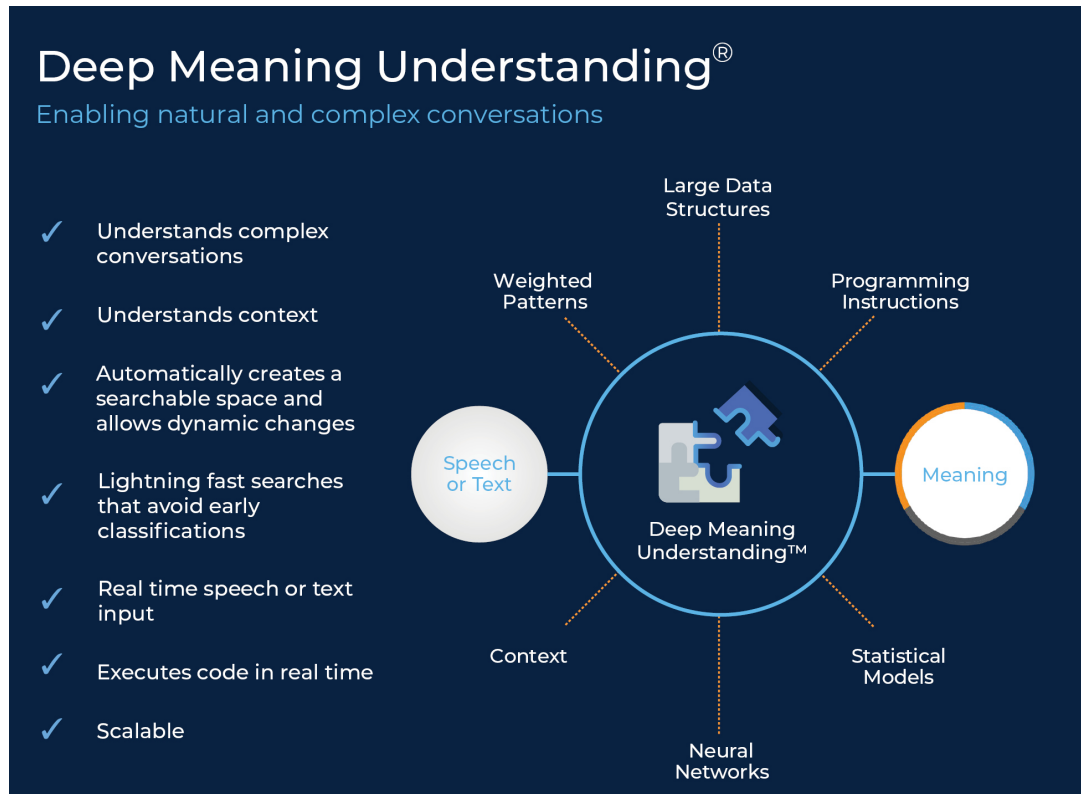 Deep Meaning Understanding®
Enabling natural and complex conversations
✓ Understands complex
conversations
✓ Understands context
✓ Automatically creates a
searchable space and
allows dynamic changes
✓ Lightning fast searches
that avoid early
classifications
✓ Real time speech or text
input
✓ Executes code in real time
✓ Scalable
Large Data
Structures
Weighted
Patterns
Programming
Instructions
Speech
or Text
Deep Meaning
Understanding™
Meaning
Context
Statistical
Models
Neural
Networks